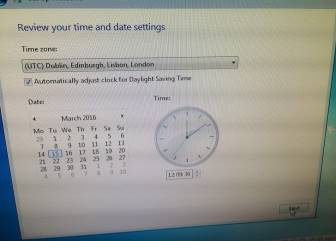 Review your time and date settings
Time zone:
(UTC) Dublin, Edinburgh, Lisbon, London
Automatically adjust clock for Daylight Saving Time
Date:
Time:
March 2016
Mo Tu We Th Fr Sa Su
29 1 2 3 4 5 6
7 8 9 10 11 12 13
14 15 16 17 18 19 20
21 22 23 24 25 26 27
28 29 30 31 1 2 3
4 5 6 7 8 9 10
Next